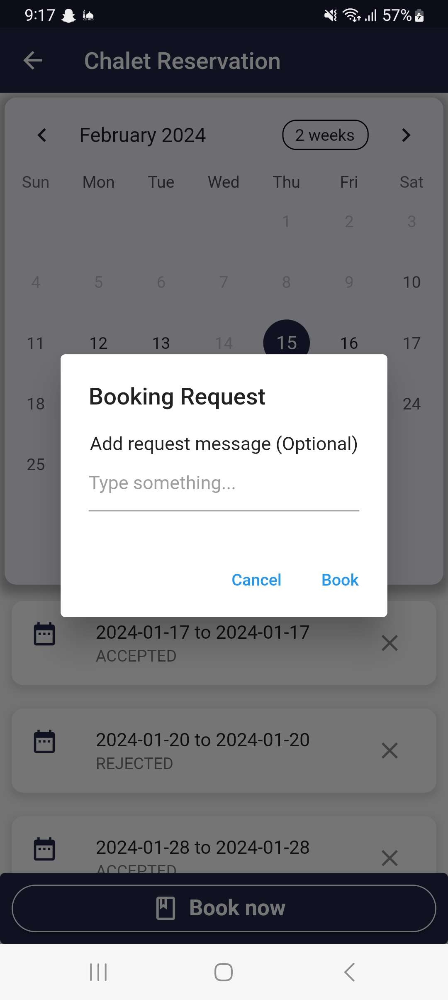 9:17 57%
Chalet Reservation
February 2024 2 weeks
Sun Mon Tue Wed Thu Fri Sat
1 2 3
4 5 6 7 8 9 10
11 12 13 14 15 16 17
18 24
25
Booking Request
Add request message (Optional)
Type something...
Cancel Book
2024-01-17 to 2024-01-17
ACCEPTED
2024-01-20 to 2024-01-20
REJECTED
2024-01-28 to 2024-01-28
ACCEPTED
Book now